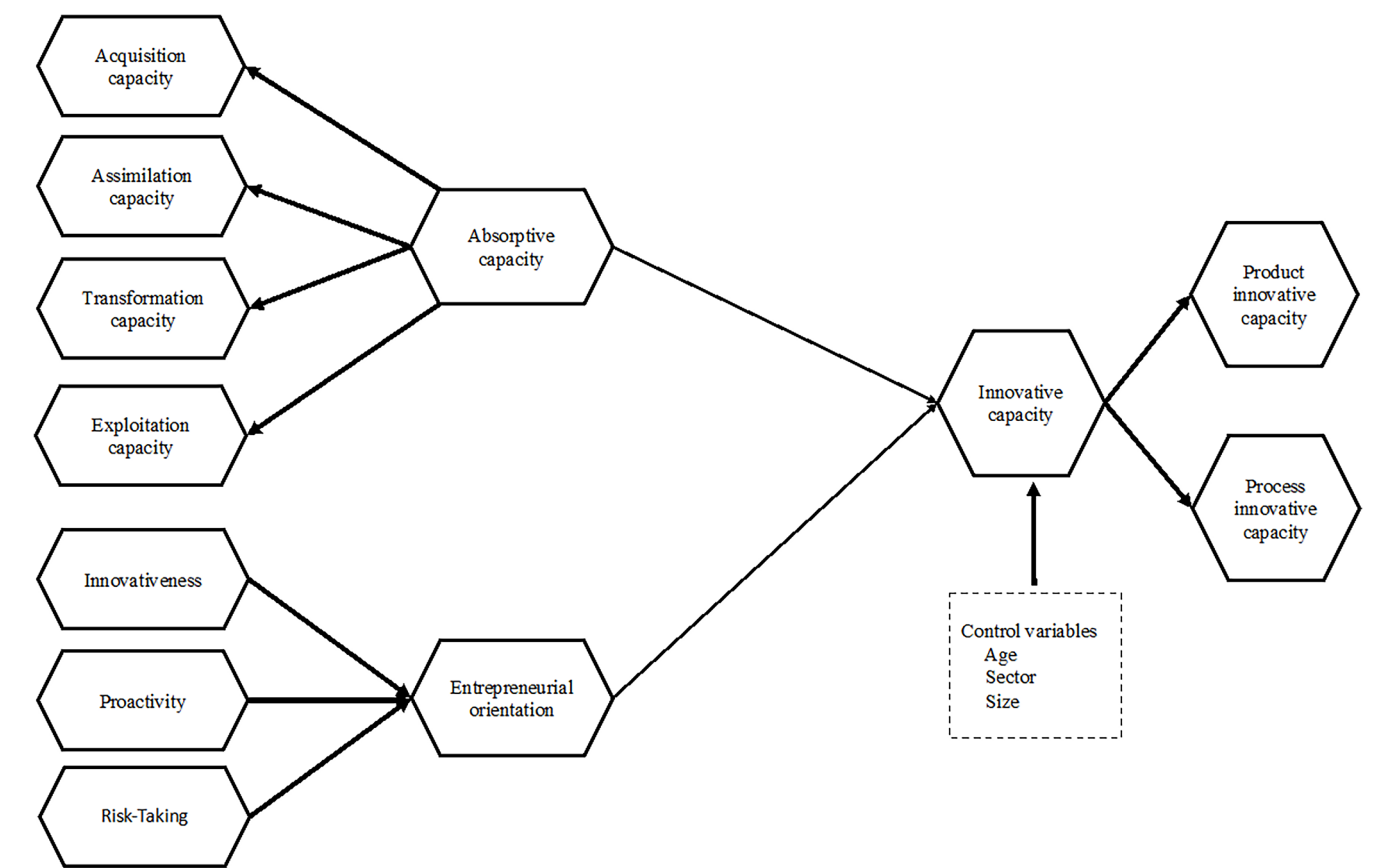 Acquisition
capacity
Assimilation
capacity
Transformation
capacity
Exploitation
capacity
Innovativeness
Proactivity
Risk-Taking
Absorptive
capacity
Entrepreneurial
orientation
Innovative
capacity
Control variables
Age
Sector
Size
Product
innovative
capacity
Process
innovative
capacity